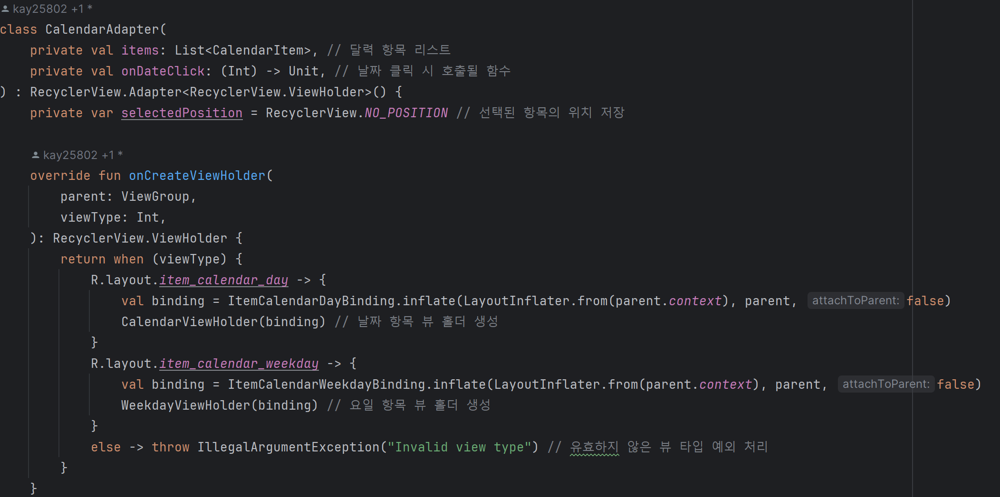 kay25802 +1 *
class CalendarAdapter(
    private val items: List<CalendarItem>, // 달력 항목 리스트
    private val onDateClick: (Int) -> Unit, // 날짜 클릭 시 호출될 함수
) : RecyclerView.Adapter<RecyclerView.ViewHolder>() {
    private var selectedPosition = RecyclerView.NO_POSITION // 선택된 항목의 위치 저장
    kay25802 +1 *
    override fun onCreateViewHolder(
        parent: ViewGroup,
        viewType: Int,
    ): RecyclerView.ViewHolder {
        return when (viewType) {
            R.layout.item_calendar_day -> {
                val binding = ItemCalendarDayBinding.inflate(LayoutInflater.from(parent.context), parent, attachToParent: false)
                CalendarViewHolder(binding) // 날짜 항목 뷰 홀더 생성
            }
            R.layout.item_calendar_weekday -> {
                val binding = ItemCalendarWeekdayBinding.inflate(LayoutInflater.from(parent.context), parent, attachToParent: false)
                WeekdayViewHolder(binding) // 요일 항목 뷰 홀더 생성
            }
            else -> throw IllegalArgumentException("Invalid view type") // 유효하지 않은 뷰 타입 예외 처리
        }
    }